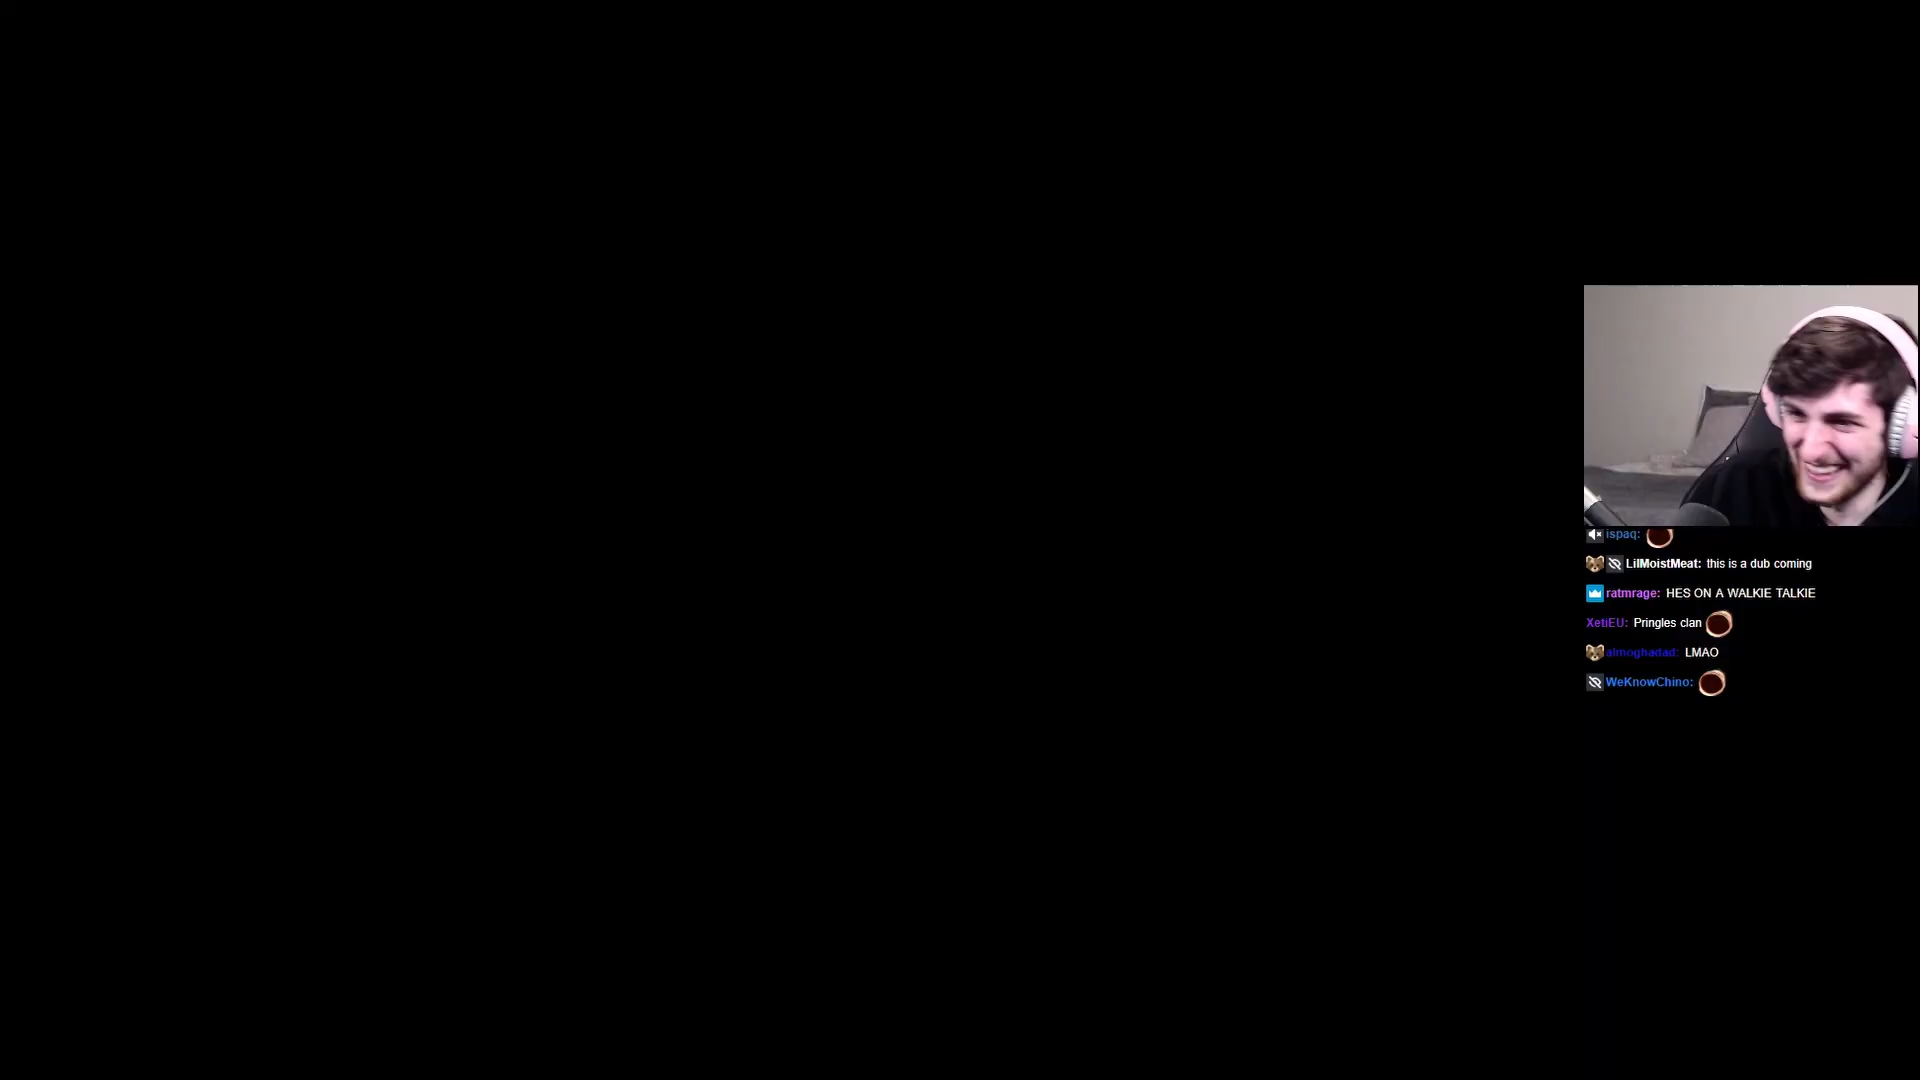 ispaq:
LilMoistMeat: this is a dub coming
ratmrage: HES ON A WALKIE TALKIE
XetiEU: Pringles clan
almoghadad: LMAO
WeKnowChino: